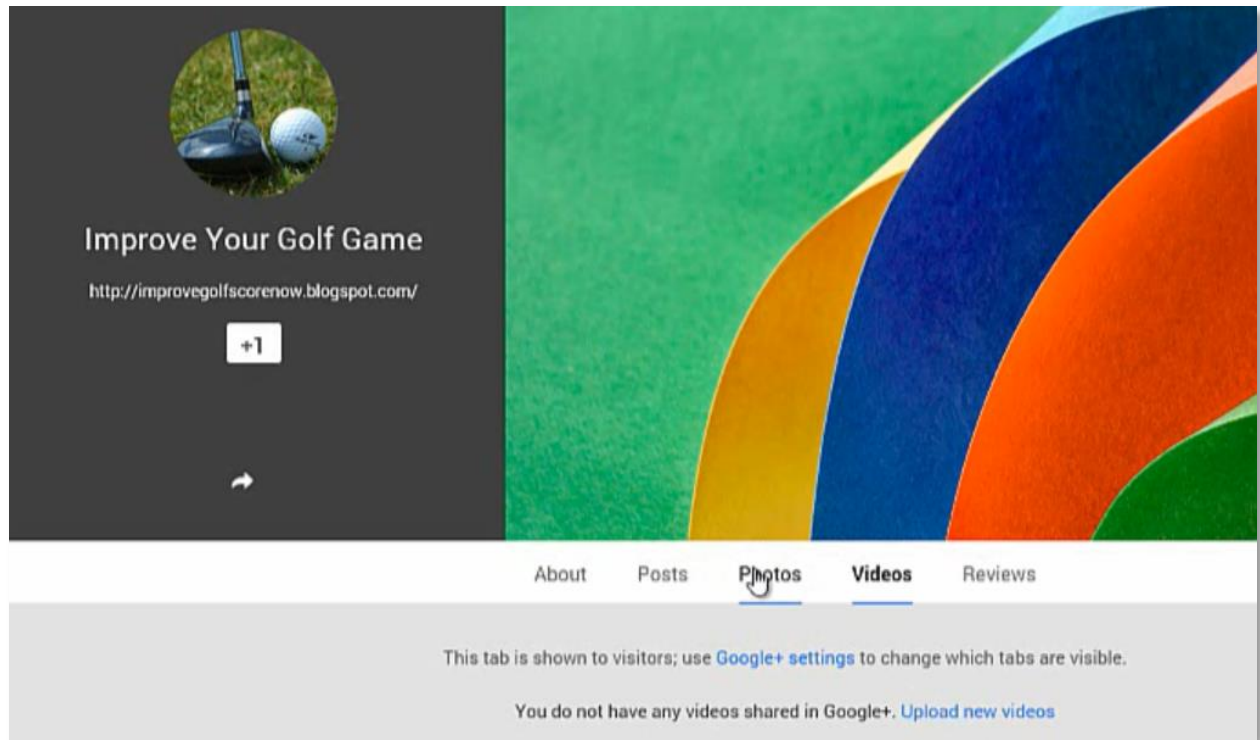 Improve Your Golf Game
http://improvegolfscorenow.blogspot.com/
+1
About Posts Photos Videos Reviews
This tab is shown to visitors; use Google+ settings to change which tabs are visible.
You do not have any videos shared in Google+. Upload new videos